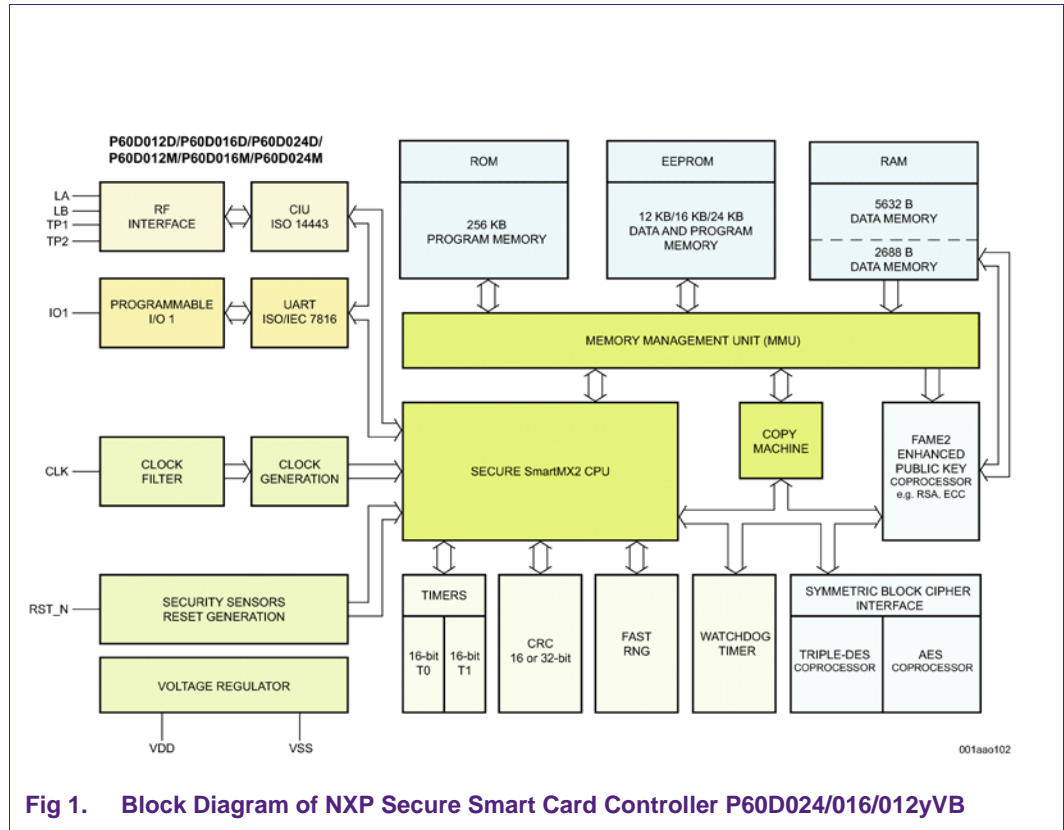 P60D012D/P60D016D/P60D024D/
P60D012M/P60D016M/P60D024M
LA
LB
TP1
TP2
RF
INTERFACE
CIU
ISO 14443
IO1
PROGRAMMABLE
I/O 1
UART
ISO/IEC 7816
CLK
CLOCK
FILTER
CLOCK
GENERATION
RST_N
SECURITY SENSORS
RESET GENERATION
VOLTAGE REGULATOR
VDD
VSS
ROM
256 KB
PROGRAM MEMORY
EEPROM
12 KB/16 KB/24 KB
DATA AND PROGRAM
MEMORY
RAM
5632 B
DATA MEMORY
2688 B
DATA MEMORY
MEMORY MANAGEMENT UNIT (MMU)
SECURE SmartMX2 CPU
COPY
MACHINE
FAME2
ENHANCED
PUBLIC KEY
COPROCESSOR
e.g. RSA, ECC
TIMERS
16-bit
T0
16-bit
T1
CRC
16 or 32-bit
FAST
RNG
WATCHDOG
TIMER
SYMMETRIC BLOCK CIPHER
INTERFACE
TRIPLE-DES
COPROCESSOR
AES
COPROCESSOR
001aao102
Fig 1. Block Diagram of NXP Secure Smart Card Controller P60D024/016/012yVB